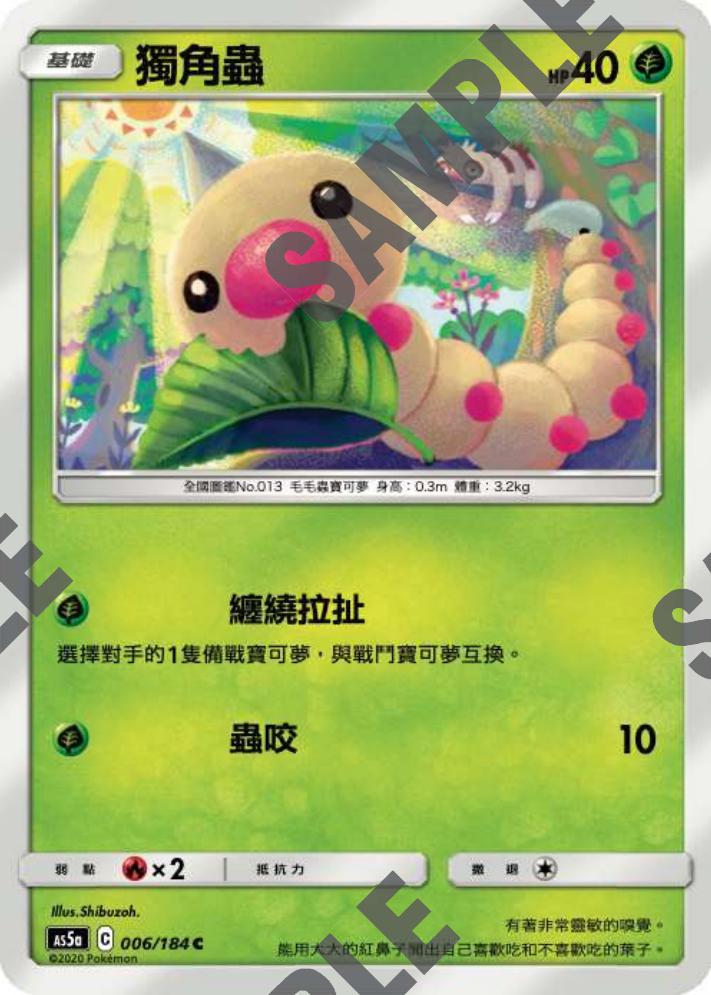 基礎 獨角蟲 HP40
SAMPLE
全國圖鑑No.013 毛毛蟲寶可夢 身高：0.3m 體重：3.2kg
纏繞拉扯
選擇對手的1隻備戰寶可夢，與戰鬥寶可夢互換。
蟲咬 10
弱點 ×2 抵抗力 撤退
Illus.Shibuzoh.
AS5a C 006/184 C
©2020 Pokémon
有著非常靈敏的嗅覺。
能用大大的紅鼻子聞出自己喜歡吃和不喜歡吃的葉子。